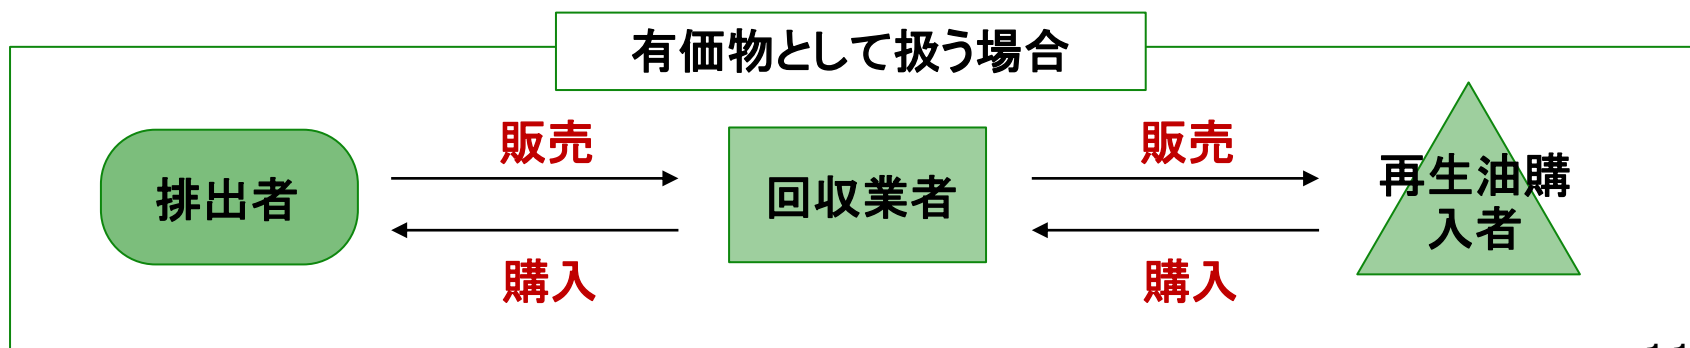 有価物として扱う場合
販売
販売
排出者
回収業者
再生油購
入者
購入
購入